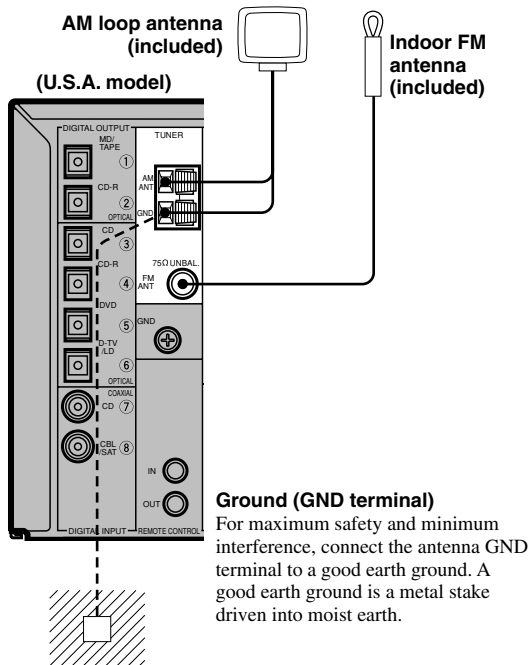 AM loop antenna
(included)
Indoor FM
antenna
(included)
(U.S.A. model)
DIGITAL OUTPUT
MD/
TAPE
①
CD-R
②
OPTICAL
CD
③
CD-R
④
DVD
⑤
D-TV
/LD
⑥
OPTICAL
COAXIAL
CD ⑦
CBL
/SAT ⑧
DIGITAL INPUT
TUNER
AM
ANT
GND
75Ω UNBAL.
FM
ANT
GND
IN
OUT
REMOTE CONTROL
Ground (GND terminal)
For maximum safety and minimum
interference, connect the antenna GND
terminal to a good earth ground. A
good earth ground is a metal stake
driven into moist earth.